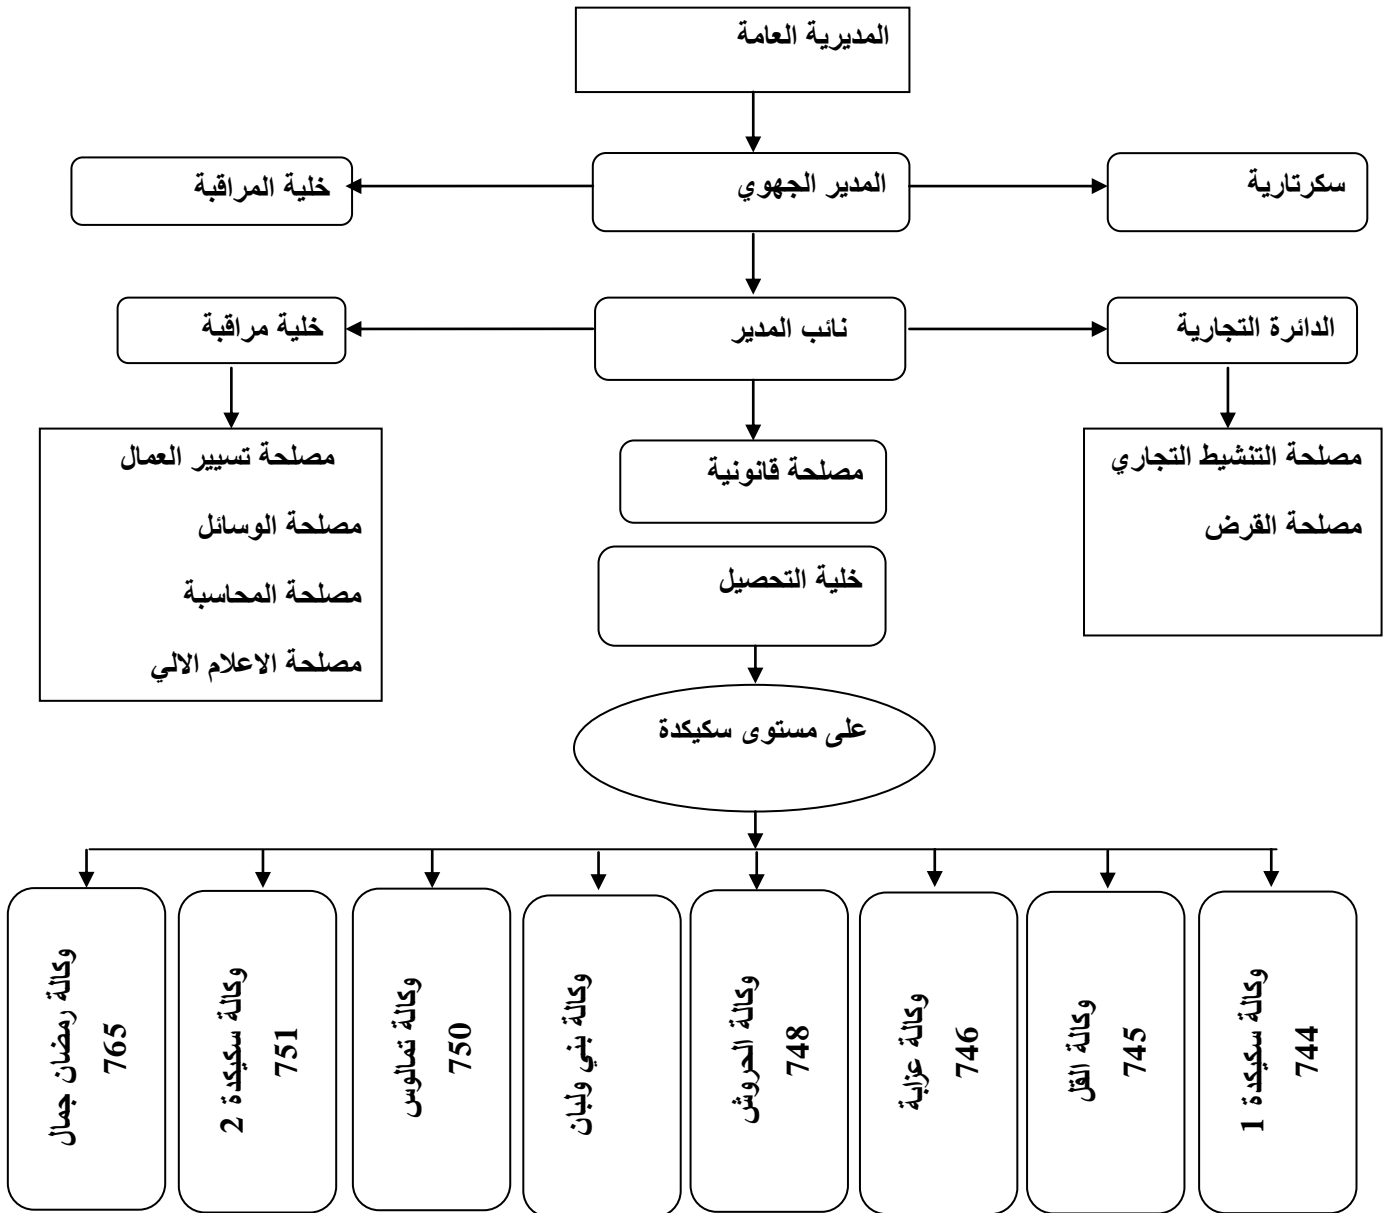 المديرية العامة
سكرتارية
المدير الجهوي
خلية المراقبة
الدائرة التجارية
نائب المدير
خلية مراقبة
مصلحة التنشيط التجاري
مصلحة القرض
مصلحة قانونية
خلية التحصيل
مصلحة تسيير العمال
مصلحة الوسائل
مصلحة المحاسبة
مصلحة الاعلام الالي
على مستوى سكيكدة
وكالة سكيكدة 1
744
وكالة القل
745
وكالة عزابة
746
وكالة الحروش
748
وكالة بني ولبان
وكالة تمالوس
750
وكالة سكيكدة 2
751
وكالة رمضان جمال
765